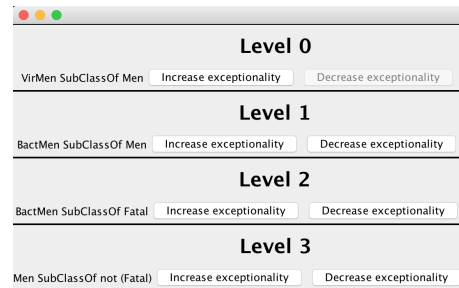 Level 0
VirMen SubClassOf Men Increase exceptionality Decrease exceptionality
Level 1
BactMen SubClassOf Men Increase exceptionality Decrease exceptionality
Level 2
BactMen SubClassOf Fatal Increase exceptionality Decrease exceptionality
Level 3
Men SubClassOf not (Fatal) Increase exceptionality Decrease exceptionality